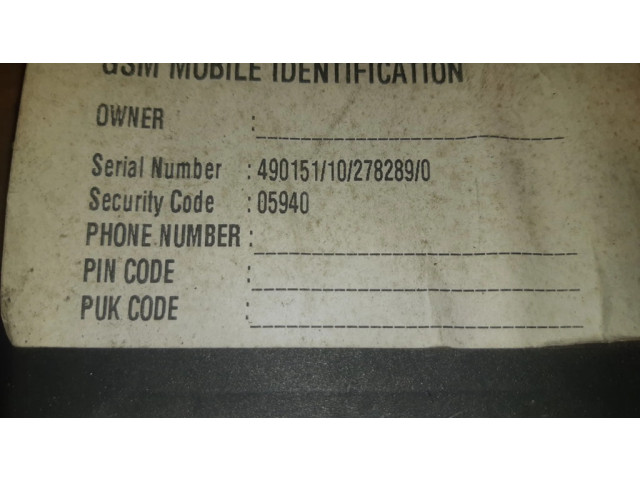 GSM MOBILE IDENTIFICATION
OWNER :
Serial Number : 490151/10/278289/0
Security Code : 05940
PHONE NUMBER :
PIN CODE :
PUK CODE :